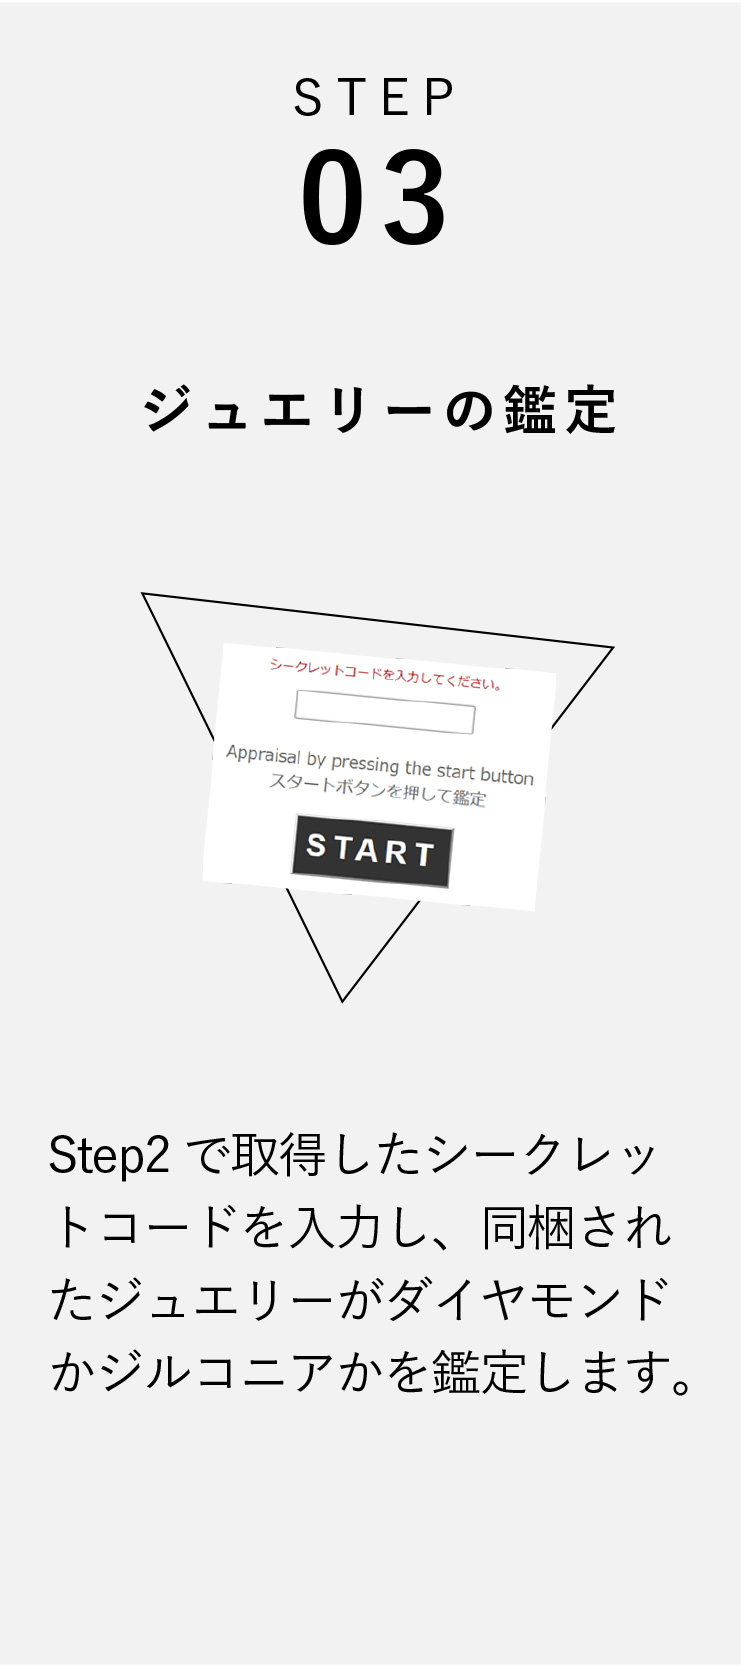 STEP
03
ジュエリーの鑑定
シークレットコードを入力してください。
Appraisal by pressing the start button
スタートボタンを押して鑑定
START
Step2 で取得したシークレッ
トコードを入力し、同梱され
たジュエリーがダイヤモンド
かジルコニアかを鑑定します。